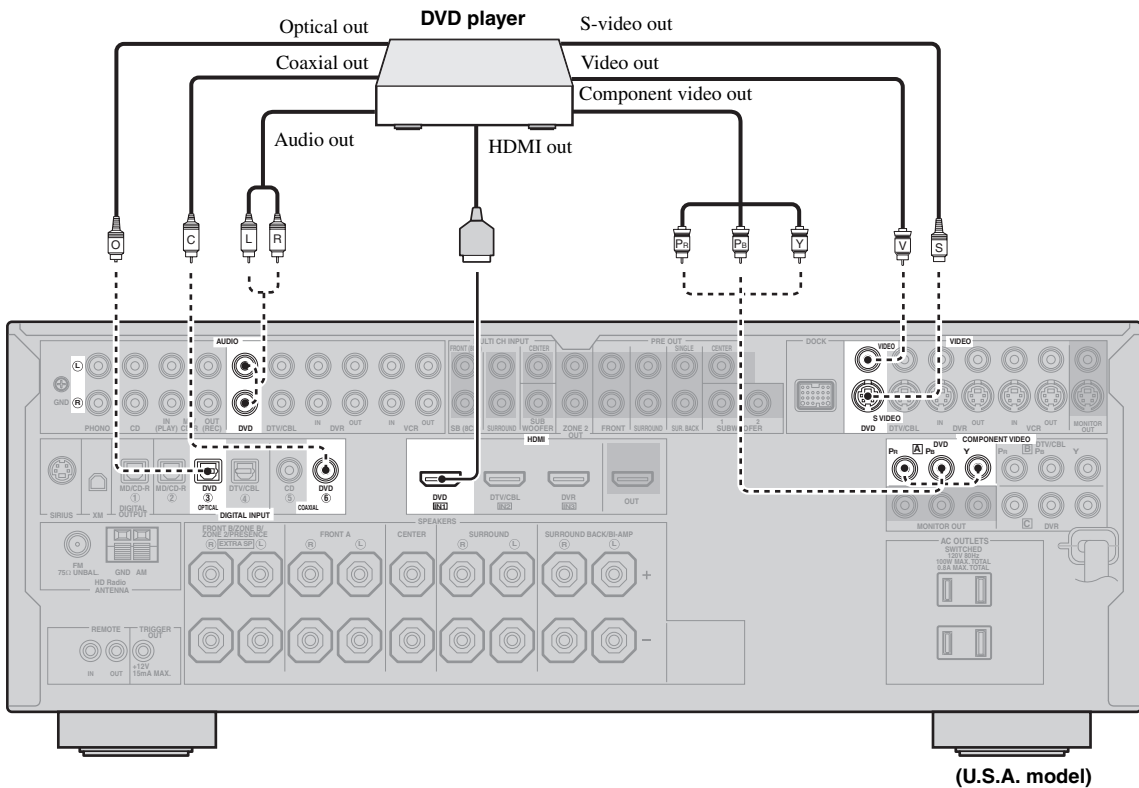 DVD player
Optical out
S-video out
Coaxial out
Video out
Component video out
Audio out
HDMI out
O
C
L
R
PR
PB
Y
V
S
AUDIO
MULTI CH INPUT
PRE OUT
DOCK
VIDEO
VIDEO
CENTER
SINGLE
CENTER
L
GND
R
PHONO
CD
IN (PLAY)
OUT (REC)
DVD
DTV/CBL
IN
DVR
OUT
IN
VCR
OUT
SURROUND
SUB WOOFER
ZONE 2 OUT
FRONT
SURROUND
SUR. BACK
1
SUBWOOFER
2
S VIDEO
DVD
DTV/CBL
IN
DVR
OUT
IN
VCR
OUT
MONITOR OUT
HDMI
COMPONENT VIDEO
PR
A
PB
DVD
Y
PR
B
PB
DTV/CBL
Y
SIRIUS
XM
MD/CD-R
1
DIGITAL OUTPUT
MD/CD-R
2
DVD
3
OPTICAL
DTV/CBL
4
CD
5
DVD
6
COAXIAL
DIGITAL INPUT
DVD
IN1
DTV/CBL
IN2
DVR
IN3
OUT
MONITOR OUT
C
DVR
SPEAKERS
FM
75Ω UNBAL.
GND
AM
HD Radio
ANTENNA
FRONT B/ZONE B/
ZONE 2/PRESENCE
R
EXTRA SP
L
FRONT A
R
L
CENTER
SURROUND
R
L
SURROUND BACK/BI-AMP
R
L
+
–
AC OUTLETS
SWITCHED
120V 60Hz
100W MAX. TOTAL
0.8A MAX. TOTAL
REMOTE
IN
OUT
TRIGGER OUT
+12V
15mA MAX.
(U.S.A. model)